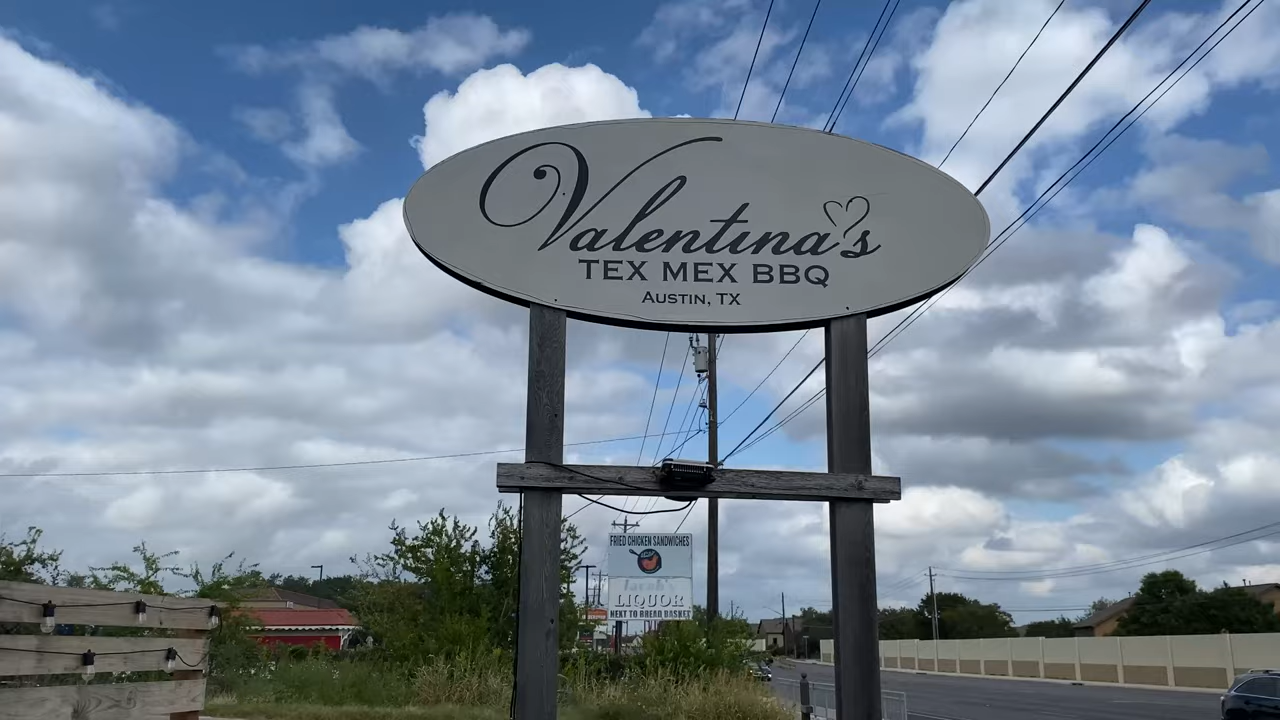 Valentina's
TEX MEX BBQ
AUSTIN, TX
FRIED CHICKEN SANDWICHES
LIQUOR
NEXT TO BREAD BASKET